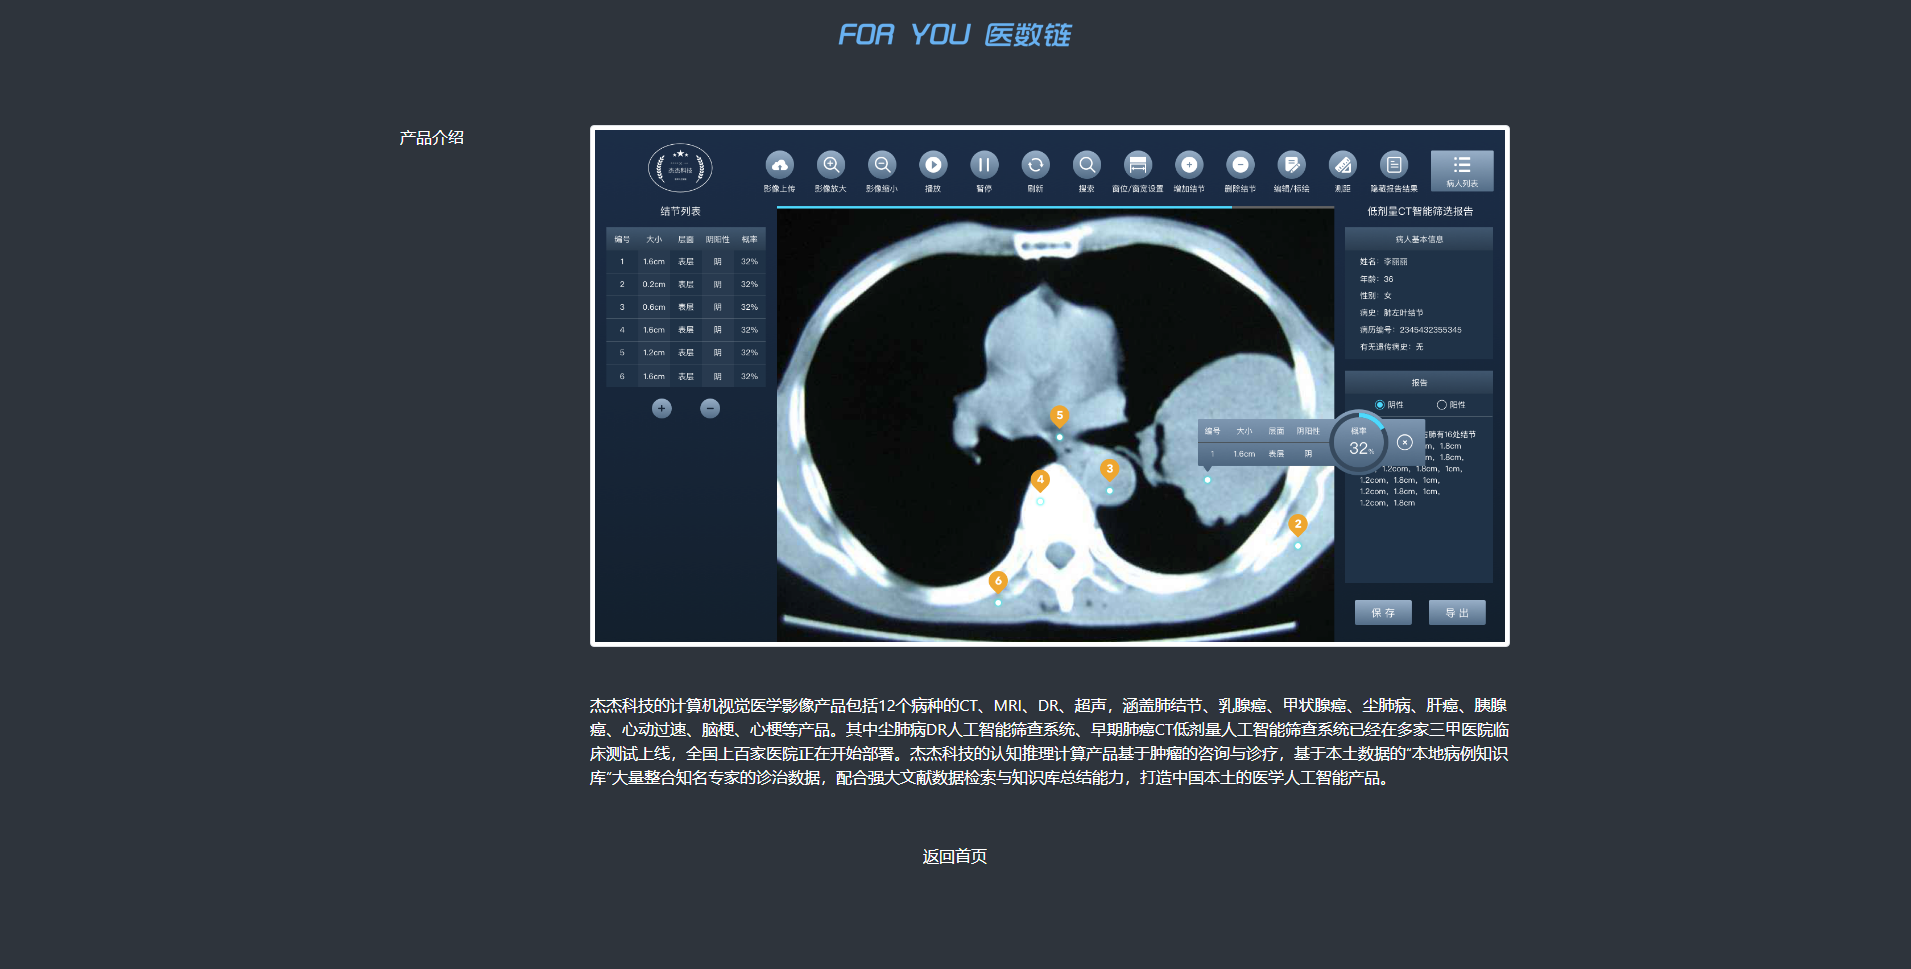 FOR YOU 医数链
产品介绍
杰杰科技
影像上传 影像放大 影像缩小 播放 暂停 刷新 搜索 窗位/窗宽设置 增加结节 删除结节 编辑/标绘 测距 隐藏报告结果 病人列表
结节列表
编号 大小 层面 阴阳性 概率
1 1.6cm 表层 阴 32%
2 0.2cm 表层 阴 32%
3 0.6cm 表层 阴 32%
4 1.6cm 表层 阴 32%
5 1.2cm 表层 阴 32%
6 1.6cm 表层 阴 32%
5
3
4
2
6
编号 大小 层面 阴阳性 概率
1 1.6cm 表层 阴 32%
低剂量CT智能筛选报告
病人基本信息
姓名：李丽丽
年龄：36
性别：女
病史：肺左叶结节
病历编号：2345432355345
有无遗传病史：无
报告
阴性 阳性
肺有16处结节
m，1.8cm
m，1.8cm，
1.2com，1.8cm，1cm，
1.2com，1.8cm，1cm，
1.2com，1.8cm，1cm，
1.2com，1.8cm
保存 导出
杰杰科技的计算机视觉医学影像产品包括12个病种的CT、MRI、DR、超声，涵盖肺结节、乳腺癌、甲状腺癌、尘肺病、肝癌、胰腺
癌、心动过速、脑梗、心梗等产品。其中尘肺病DR人工智能筛查系统、早期肺癌CT低剂量人工智能筛查系统已经在多家三甲医院临
床测试上线，全国上百家医院正在开始部署。杰杰科技的认知推理计算产品基于肿瘤的咨询与诊疗，基于本土数据的“本地病例知识
库”大量整合知名专家的诊治数据，配合强大文献数据检索与知识库总结能力，打造中国本土的医学人工智能产品。
返回首页